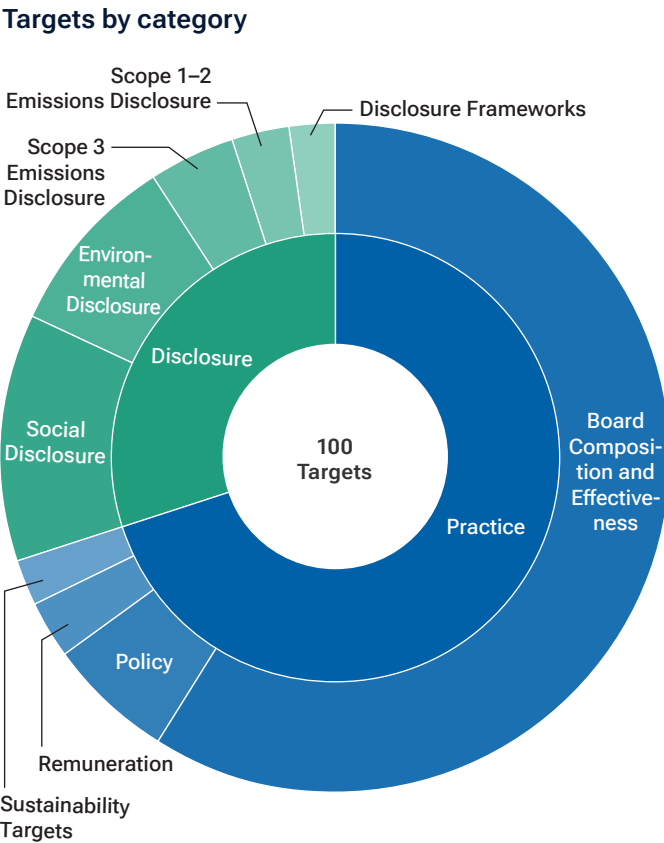 Targets by category
Scope 1–2
Emissions Disclosure
Disclosure Frameworks
Scope 3
Emissions
Disclosure
Environ-
mental
Disclosure
Disclosure
Social
Disclosure
100
Targets
Board
Composi-
tion and
Effective-
ness
Practice
Policy
Remuneration
Sustainability
Targets